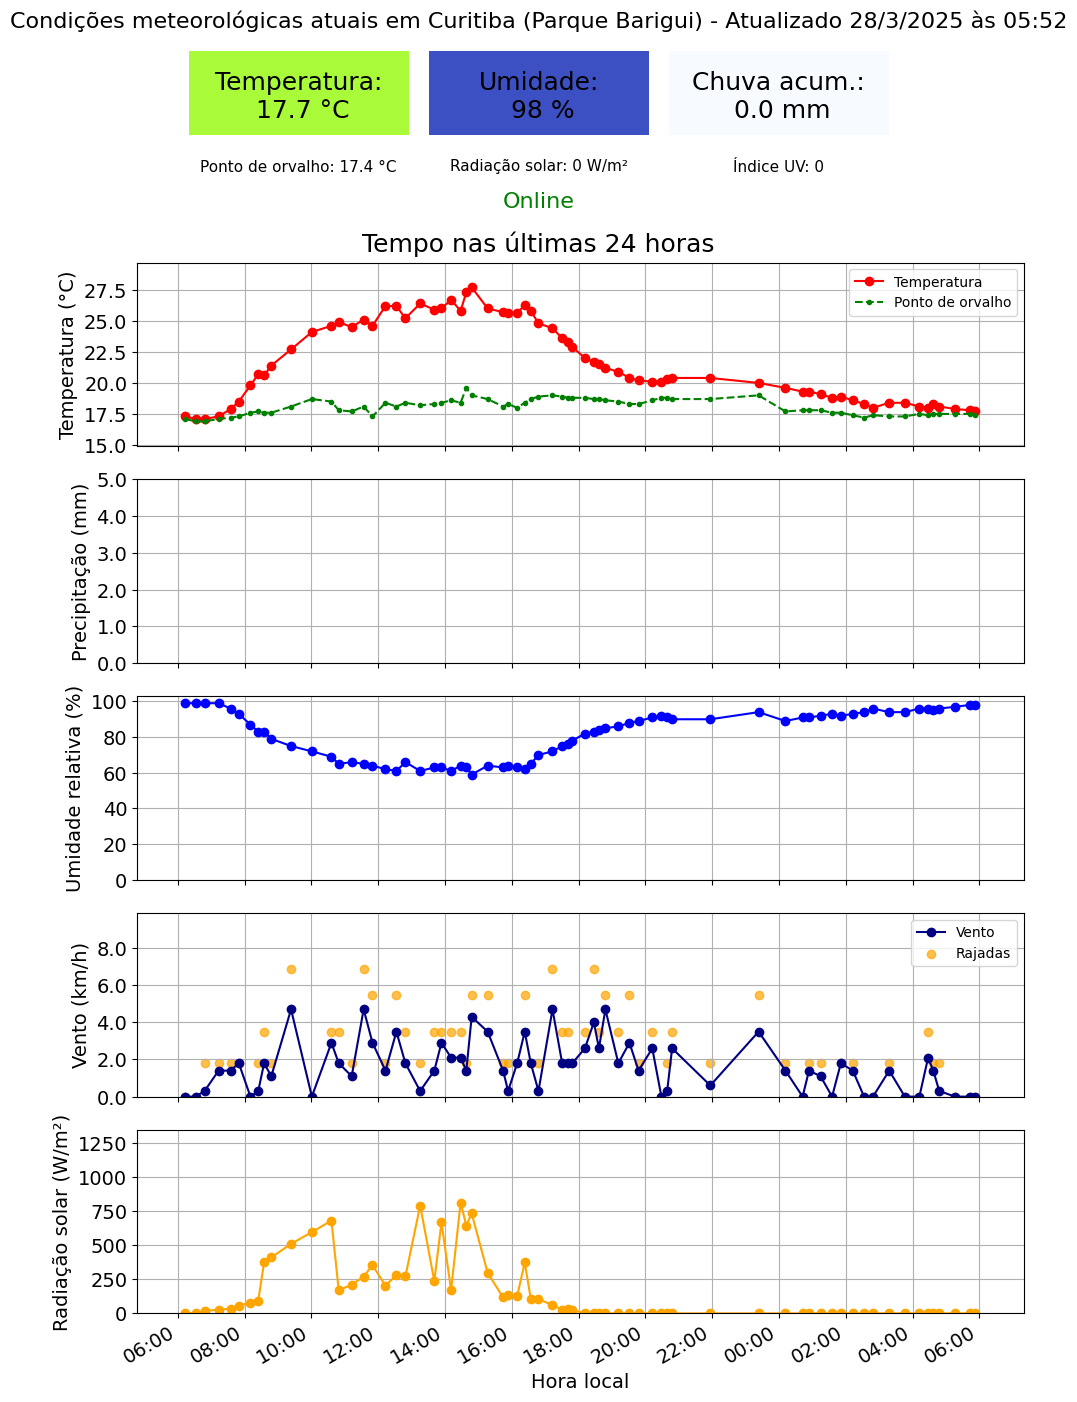 Condições meteorológicas atuais em Curitiba (Parque Barigui) - Atualizado 28/3/2025 às 05:52
Temperatura:
17.7 °C
Umidade:
98 %
Chuva acum.:
0.0 mm
Ponto de orvalho: 17.4 °C
Radiação solar: 0 W/m²
Índice UV: 0
Online
Tempo nas últimas 24 horas
Temperatura (°C)
27.5
25.0
22.5
20.0
17.5
15.0
Temperatura
Ponto de orvalho
Precipitação (mm)
5.0
4.0
3.0
2.0
1.0
0.0
Umidade relativa (%)
100
80
60
40
20
0
Vento (km/h)
8.0
6.0
4.0
2.0
0.0
Vento
Rajadas
Radiação solar (W/m²)
1250
1000
750
500
250
0
06:00 08:00 10:00 12:00 14:00 16:00 18:00 20:00 22:00 00:00 02:00 04:00 06:00
Hora local